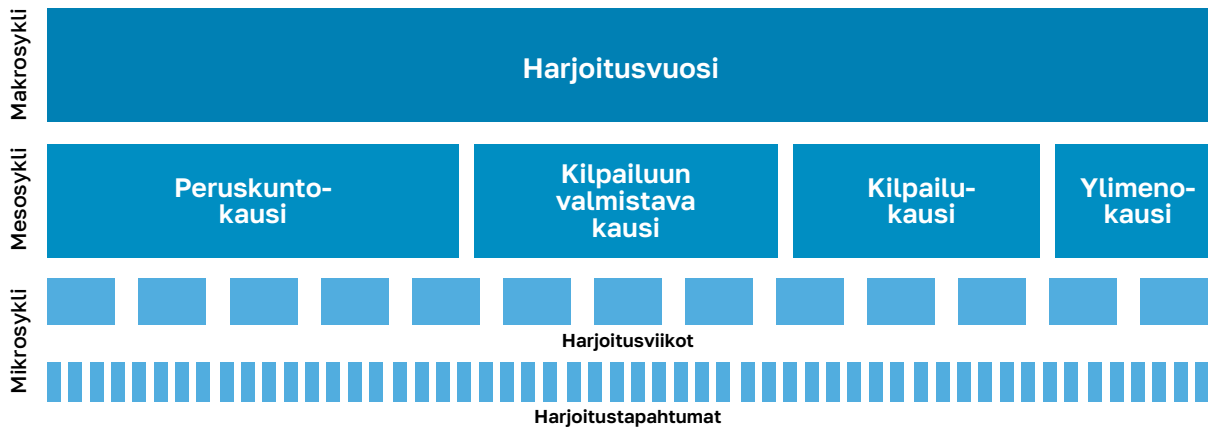 Makrosykli
Harjoitusvuosi
Mesosykli
Peruskunto-
kausi
Kilpailuun
valmistava
kausi
Kilpailu-
kausi
Ylimeno-
kausi
Mikrosykli
Harjoitusviikot
Harjoitustapahtumat